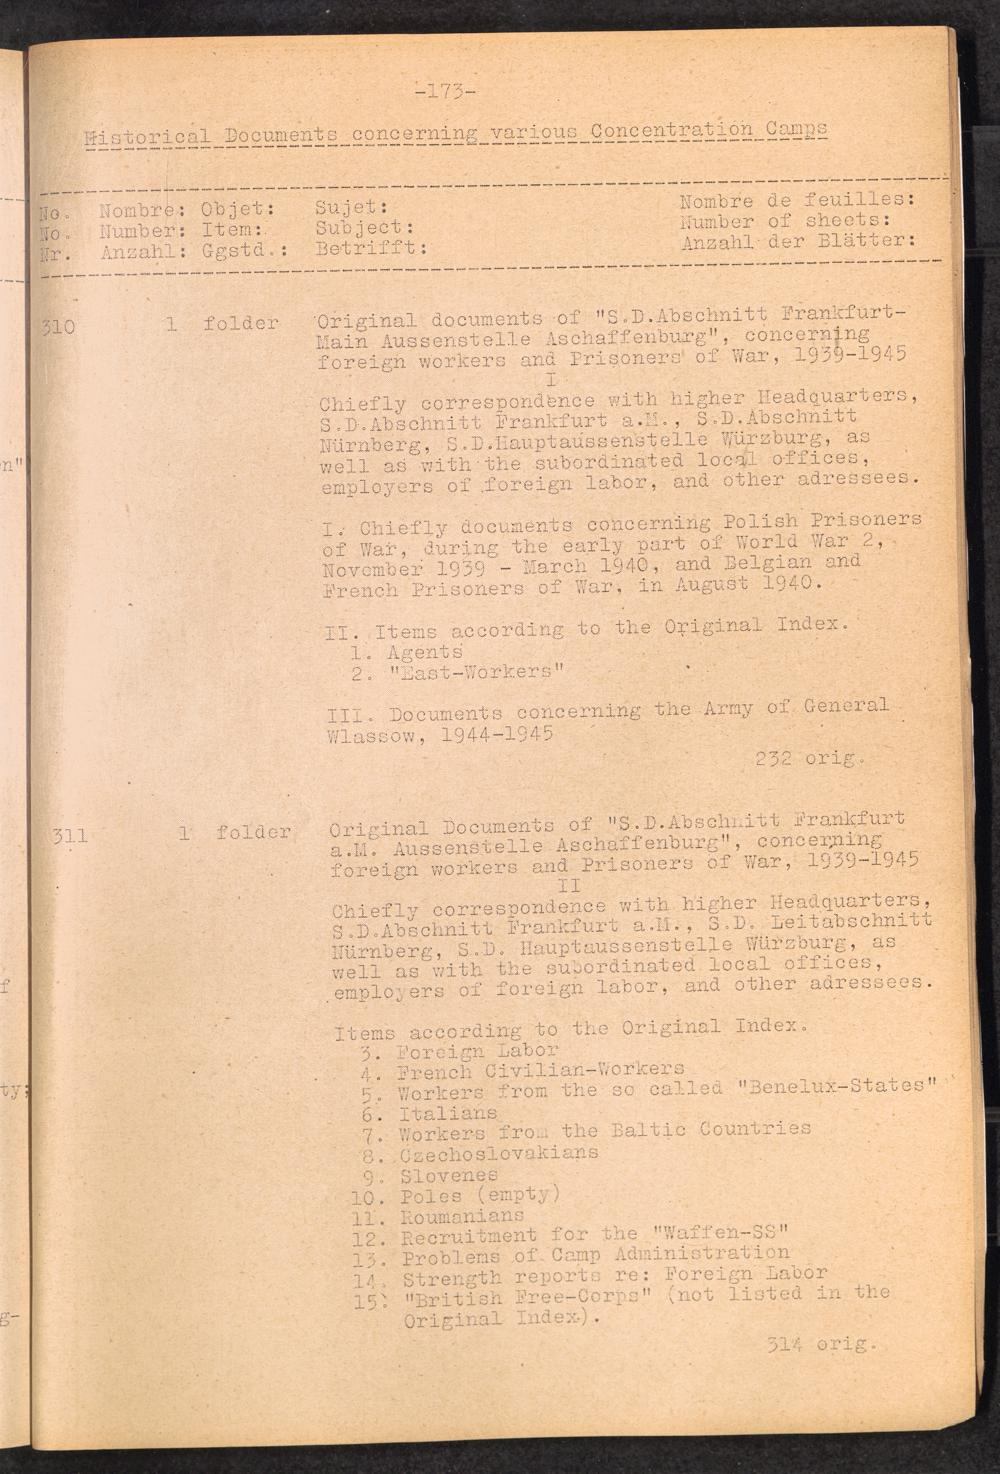 -173-
Historical Documents concerning various Concentration Camps
No. Nombre: Objet: Sujet: Nombre de feuilles:
No. Number: Item: Subject: Number of sheets:
Nr. Anzahl: Ggstd.: Betrifft: Anzahl der Blätter:
310 1 folder Original documents of "S.D.Abschnitt Frankfurt-
Main Aussenstelle Aschaffenburg", concerning
foreign workers and Prisoners of War, 1939-1945
I
Chiefly correspondence with higher Headquarters,
S.D.Abschnitt Frankfurt a.M., S.D.Abschnitt
Nürnberg, S.D.Hauptaussenstelle Würzburg, as
well as with the subordinated local offices,
employers of foreign labor, and other adressees.
I. Chiefly documents concerning Polish Prisoners
of War, during the early part of World War 2,
November 1939 - March 1940, and Belgian and
French Prisoners of War, in August 1940.
II. Items according to the Original Index.
1. Agents
2. "East-Workers"
III. Documents concerning the Army of General
Wlassow, 1944-1945
232 orig.
311 1 folder Original Documents of "S.D.Abschnitt Frankfurt
a.M. Aussenstelle Aschaffenburg", concerning
foreign workers and Prisoners of War, 1939-1945
II
Chiefly correspondence with higher Headquarters,
S.D.Abschnitt Frankfurt a.M., S.D. Leitabschnitt
Nürnberg, S.D. Hauptaussenstelle Würzburg, as
well as with the subordinated local offices,
employers of foreign labor, and other adressees.
Items according to the Original Index.
3. Foreign Labor
4. French Civilian-Workers
5. Workers from the so called "Benelux-States"
6. Italians
7. Workers from the Baltic Countries
8. Czechoslovakians
9. Slovenes
10. Poles (empty)
11. Roumanians
12. Recruitment for the "Waffen-SS"
13. Problems of Camp Administration
14. Strength reports re: Foreign Labor
15. "British Free-Corps" (not listed in the
Original Index).
314 orig.